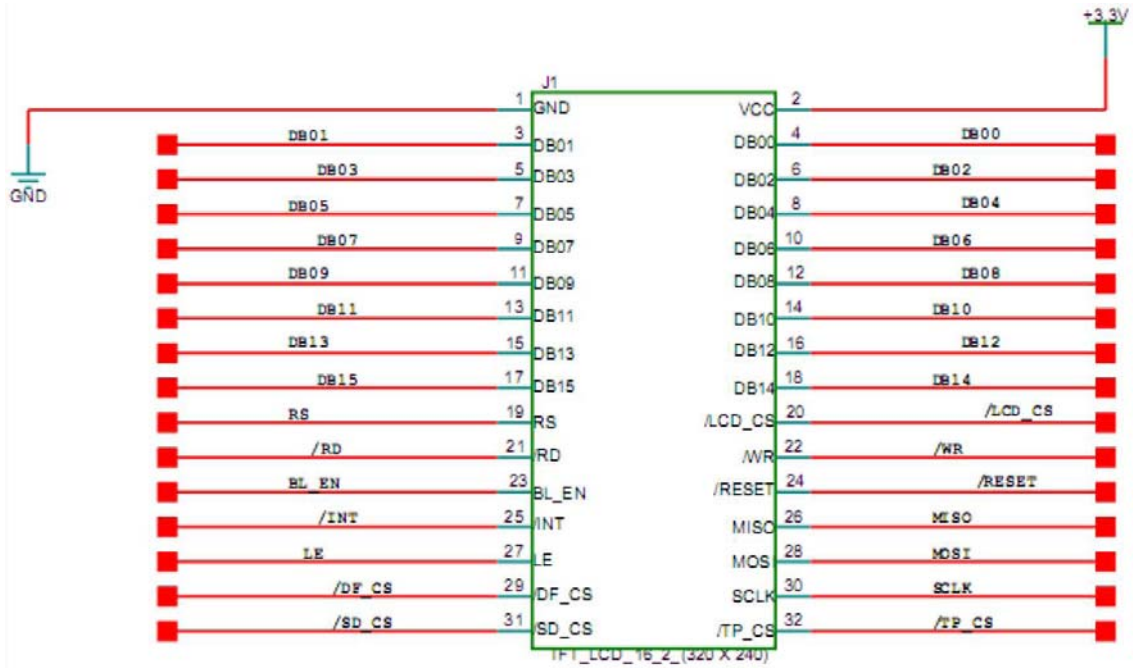 +3.3V
J1
1 GND VCC 2
DB01 3 DB01 DB00 4 DB00
DB03 5 DB03 DB02 6 DB02
GND
DB05 7 DB05 DB04 8 DB04
DB07 9 DB07 DB06 10 DB06
DB09 11 DB09 DB08 12 DB08
DB11 13 DB11 DB10 14 DB10
DB13 15 DB13 DB12 16 DB12
DB15 17 DB15 DB14 18 DB14
RS 19 RS /LCD_CS 20 /LCD_CS
/RD 21 /RD /WR 22 /WR
BL_EN 23 BL_EN /RESET 24 /RESET
/INT 25 /INT MISO 26 MISO
LE 27 LE MOSI 28 MOSI
/DF_CS 29 /DF_CS SCLK 30 SCLK
/SD_CS 31 /SD_CS /TP_CS 32 /TP_CS
TFT_LCD_16_2_(320 X 240)